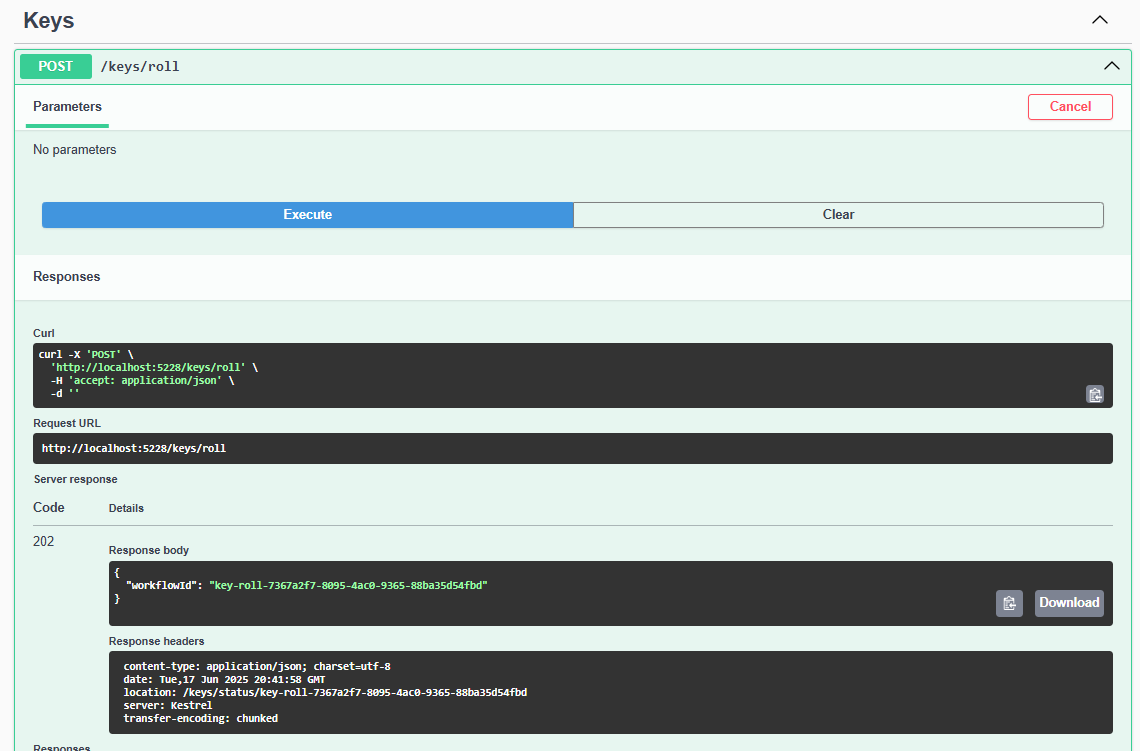 Keys
POST /keys/roll
Parameters
Cancel
No parameters
Execute
Clear
Responses
Curl
curl -X 'POST' \
  'http://localhost:5228/keys/roll' \
  -H 'accept: application/json' \
  -d ''
Request URL
http://localhost:5228/keys/roll
Server response
Code Details
202
Response body
{
  "workflowId": "key-roll-7367a2f7-8095-4ac0-9365-88ba35d54fbd"
}
Download
Response headers
content-type: application/json; charset=utf-8
date: Tue,17 Jun 2025 20:41:58 GMT
location: /keys/status/key-roll-7367a2f7-8095-4ac0-9365-88ba35d54fbd
server: Kestrel
transfer-encoding: chunked
Responses